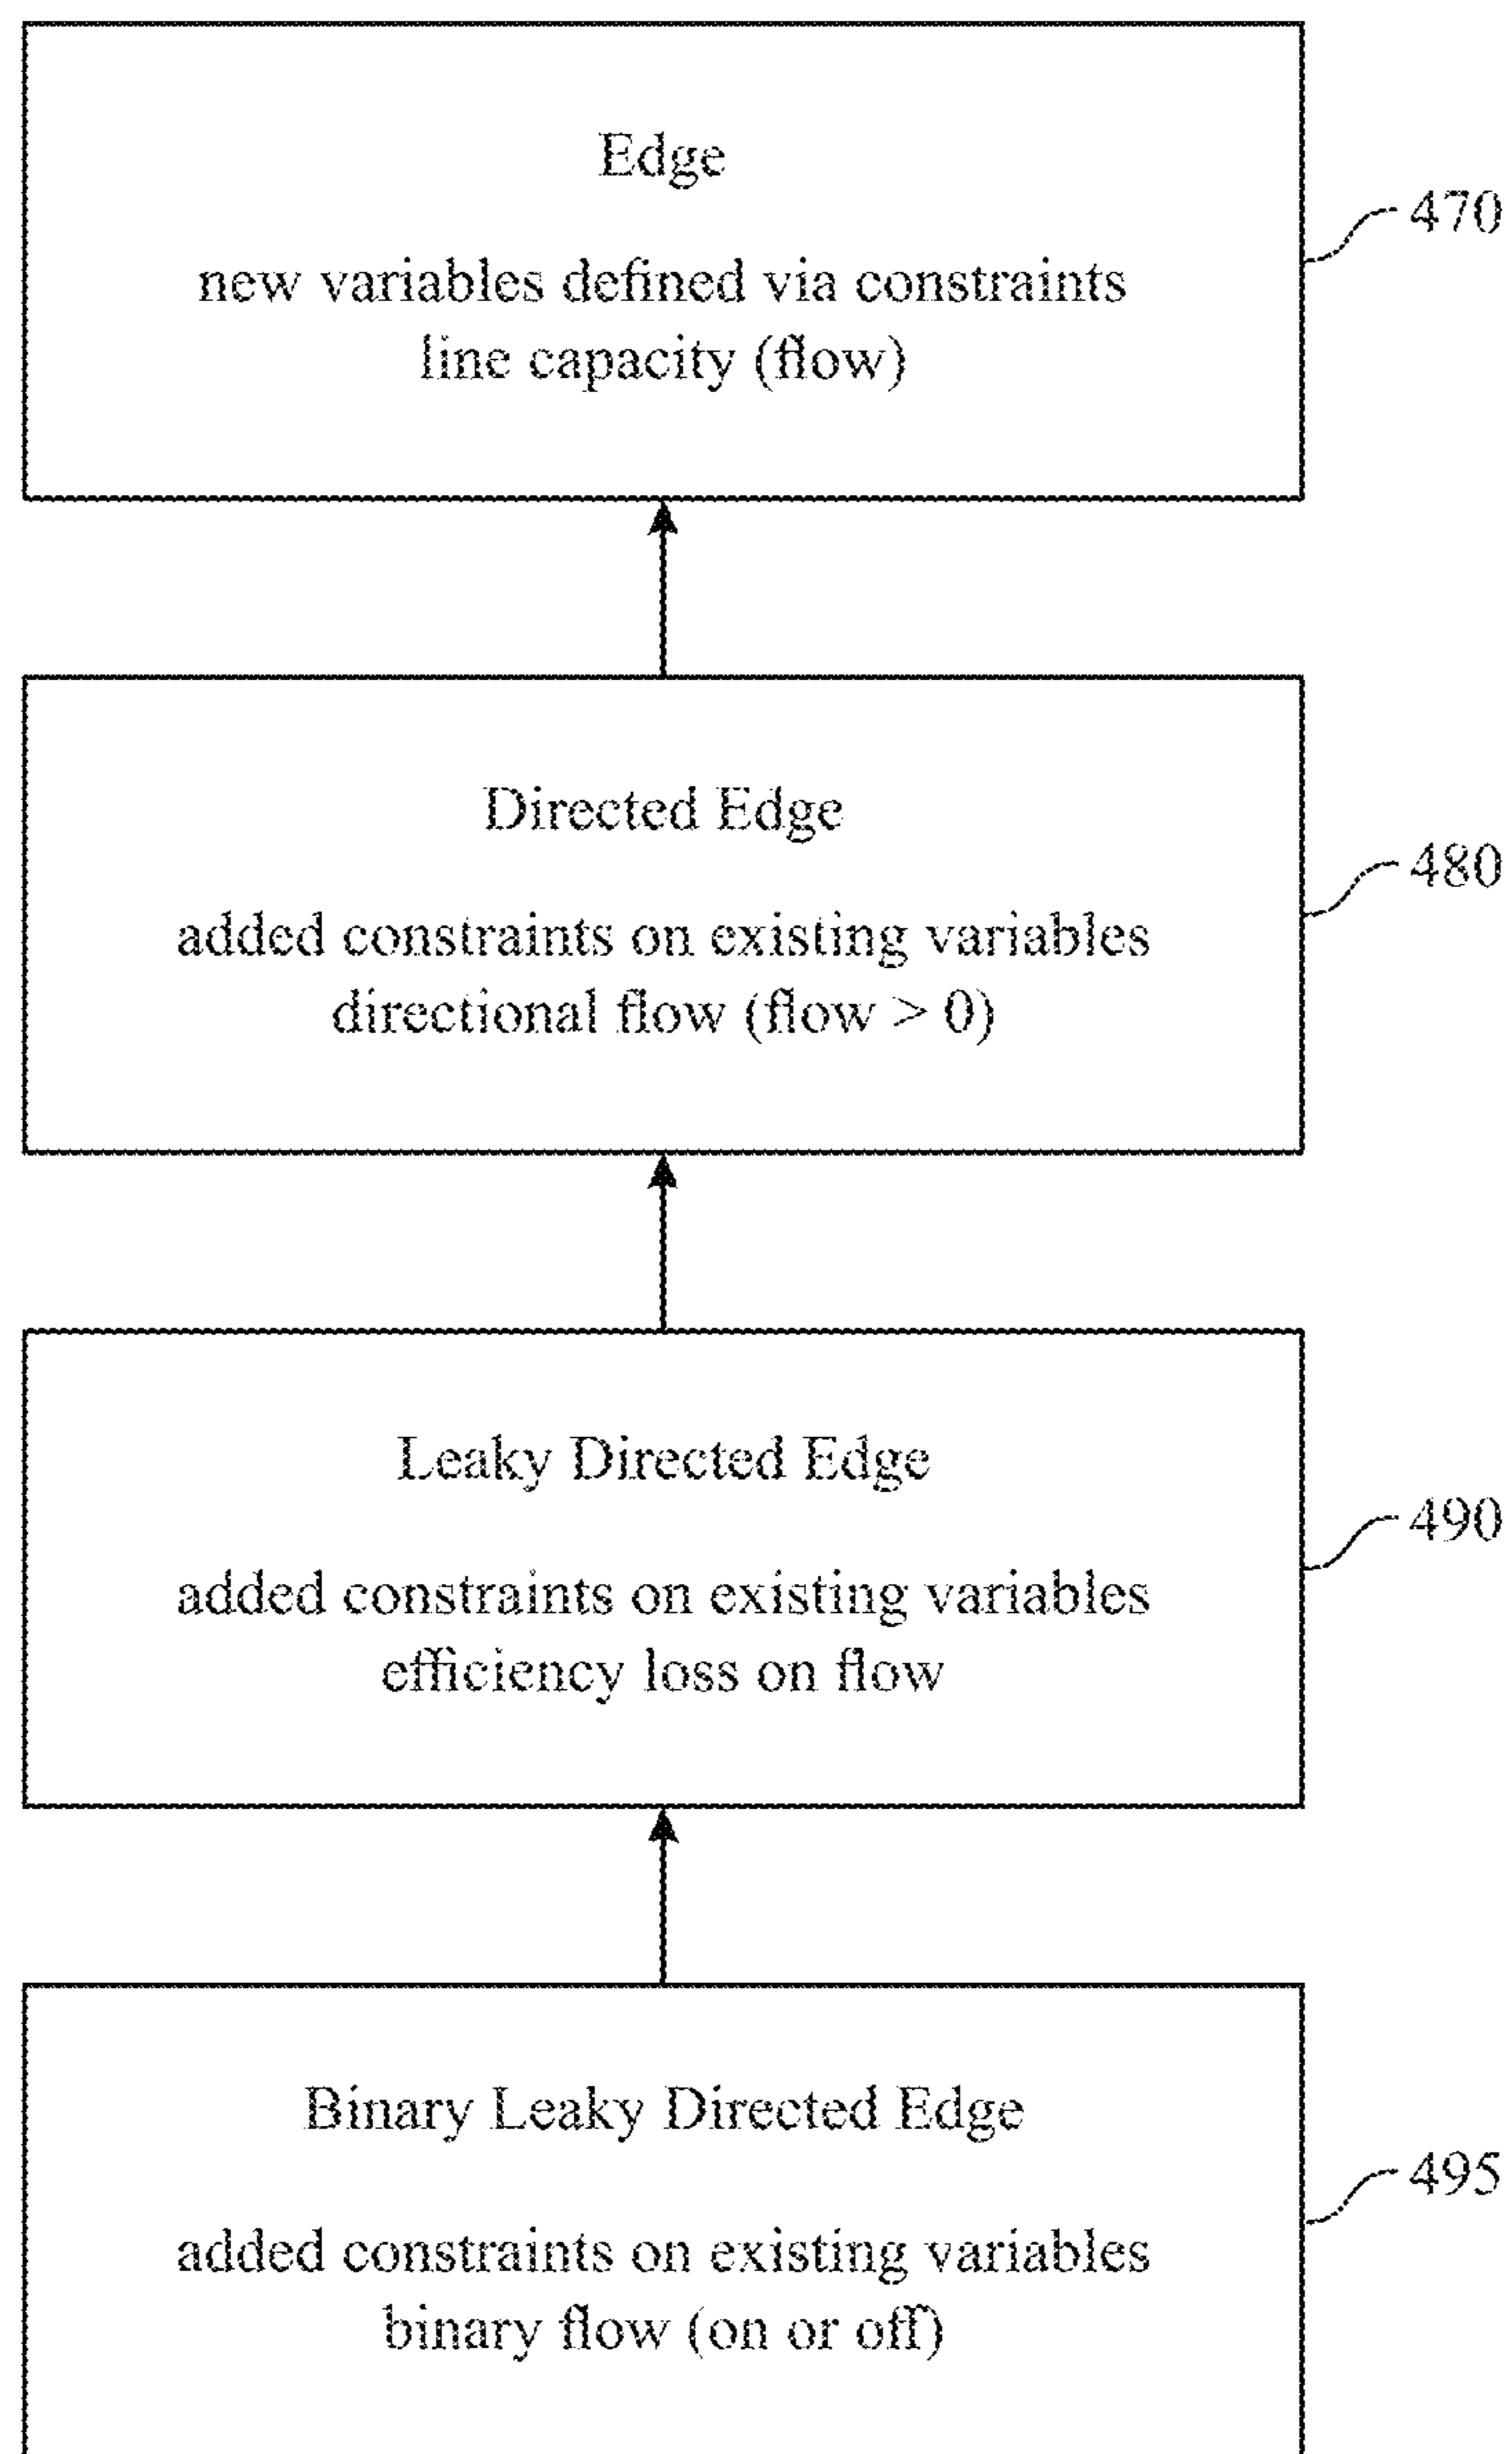 Edge
new variables defined via constraints
line capacity (flow)
470
Directed Edge
added constraints on existing variables
directional flow (flow > 0)
480
Leaky Directed Edge
added constraints on existing variables
efficiency loss on flow
490
Binary Leaky Directed Edge
added constraints on existing variables
binary flow (on or off)
495